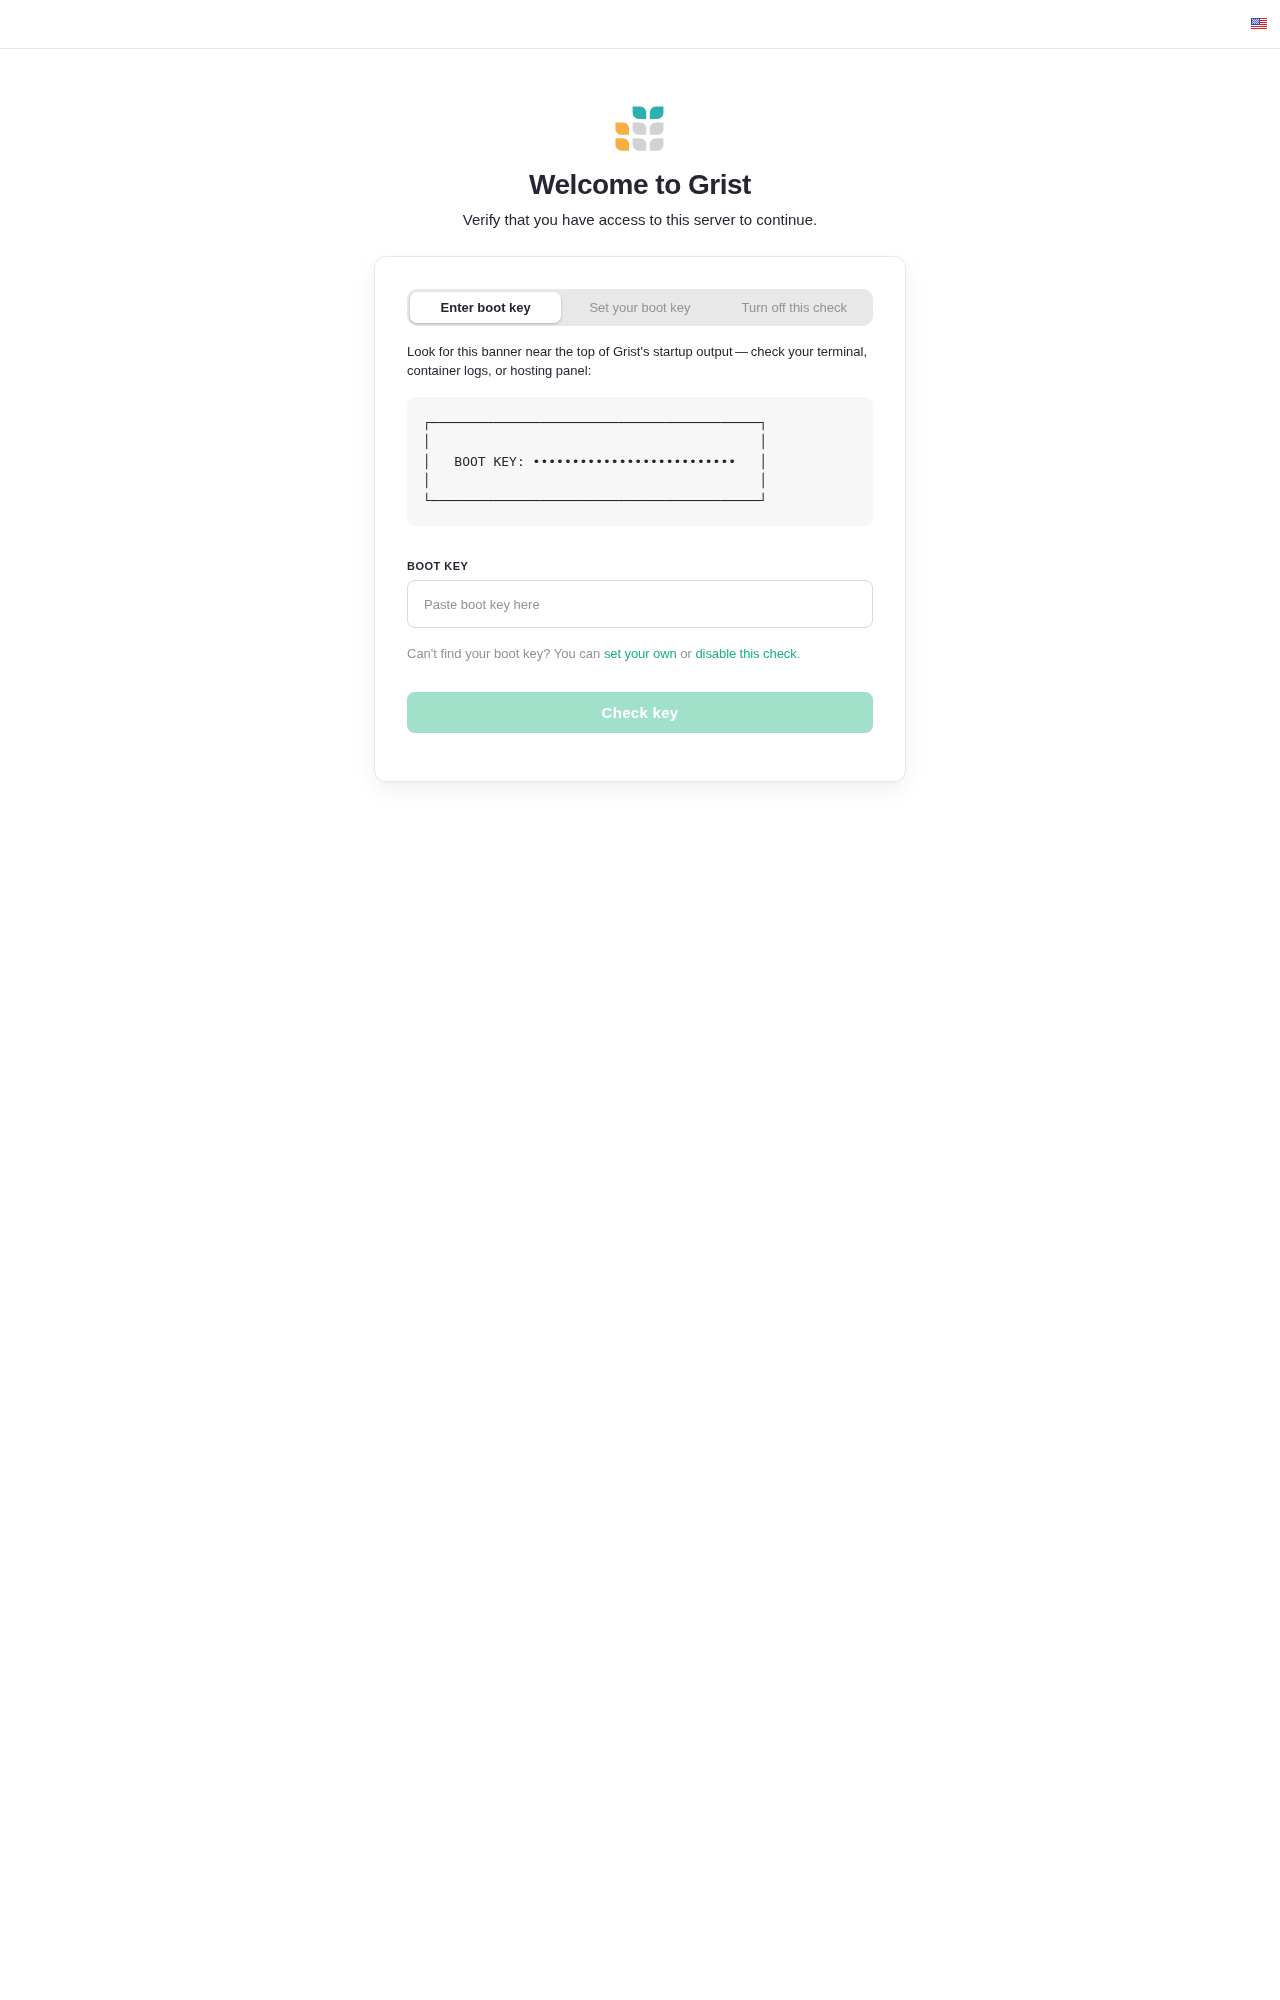 Welcome to Grist
Verify that you have access to this server to continue.
Enter boot key
Set your boot key
Turn off this check
Look for this banner near the top of Grist's startup output — check your terminal,
container logs, or hosting panel:
BOOT KEY: ••••••••••••••••••••••••••
BOOT KEY
Paste boot key here
Can't find your boot key? You can set your own or disable this check.
Check key